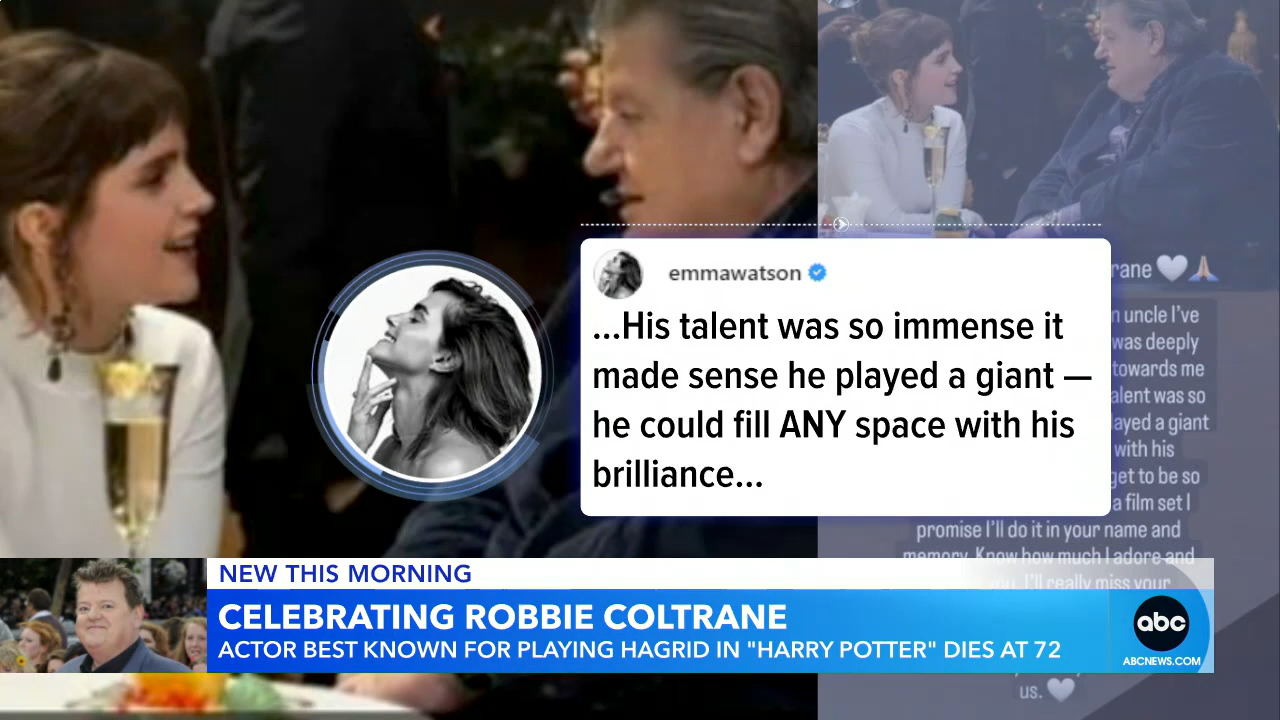 emmawatson
...His talent was so immense it
made sense he played a giant —
he could fill ANY space with his
brilliance...
rane 🤍🙏
uncle I've
was deeply
towards me
alent was so
layed a giant
with his
get to be so
a film set I
promise I'll do it in your name and
memory. Know how much I adore and
you. I'll really miss your
us. 🤍
NEW THIS MORNING
CELEBRATING ROBBIE COLTRANE
ACTOR BEST KNOWN FOR PLAYING HAGRID IN "HARRY POTTER" DIES AT 72
abc
ABCNEWS.COM